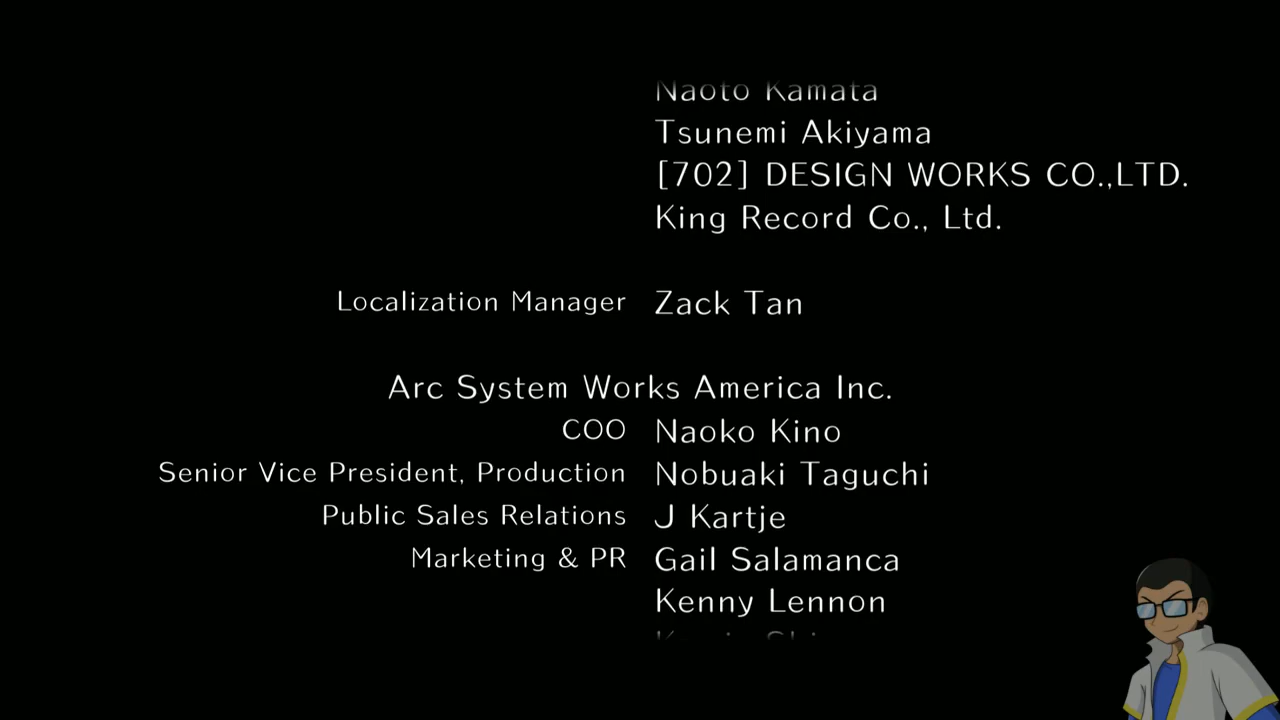 Naoto Kamata
Tsunemi Akiyama
[702] DESIGN WORKS CO.,LTD.
King Record Co., Ltd.
Localization Manager Zack Tan
Arc System Works America Inc.
COO Naoko Kino
Senior Vice President, Production Nobuaki Taguchi
Public Sales Relations J Kartje
Marketing & PR Gail Salamanca
Kenny Lennon